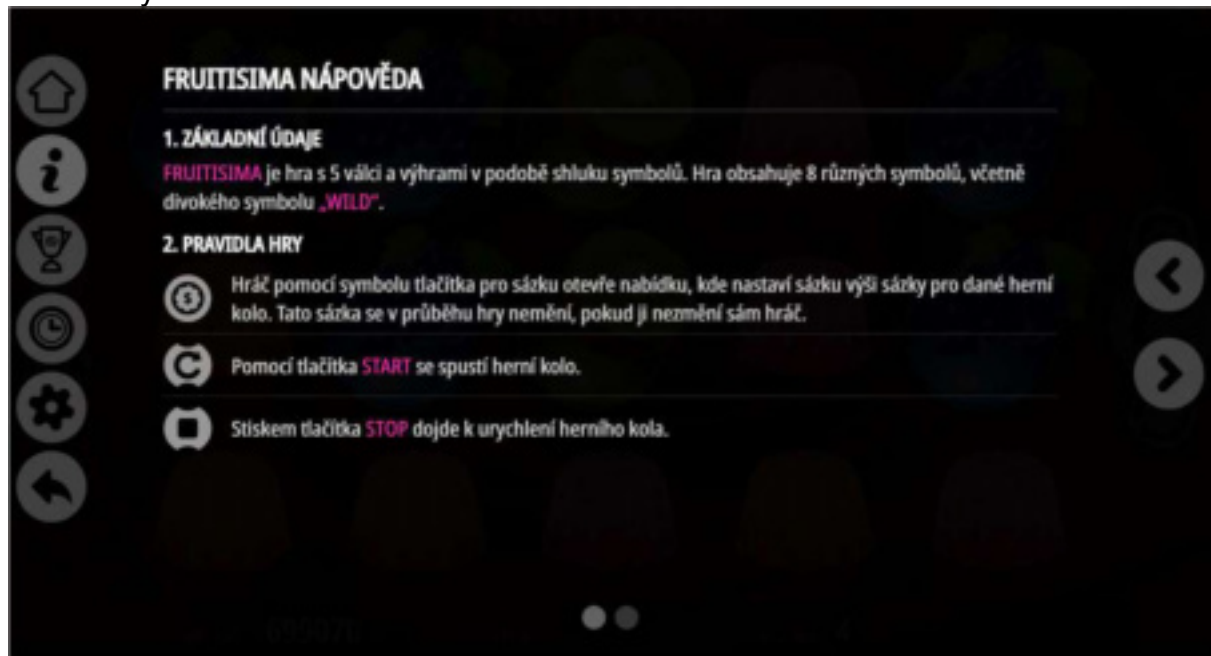 FRUITISIMA NÁPOVĚDA
1. ZÁKLADNÍ ÚDAJE
FRUITISIMA je hra s 5 válci a výhrami v podobě shluku symbolů. Hra obsahuje 8 různých symbolů, včetně
divokého symbolu „WILD“.
2. PRAVIDLA HRY
Hráč pomocí symbolu tlačítka pro sázku otevře nabídku, kde nastaví sázku výši sázky pro dané herní
kolo. Tato sázka se v průběhu hry nemění, pokud ji nezmění sám hráč.
Pomocí tlačítka START se spustí herní kolo.
Stiskem tlačítka STOP dojde k urychlení herního kola.